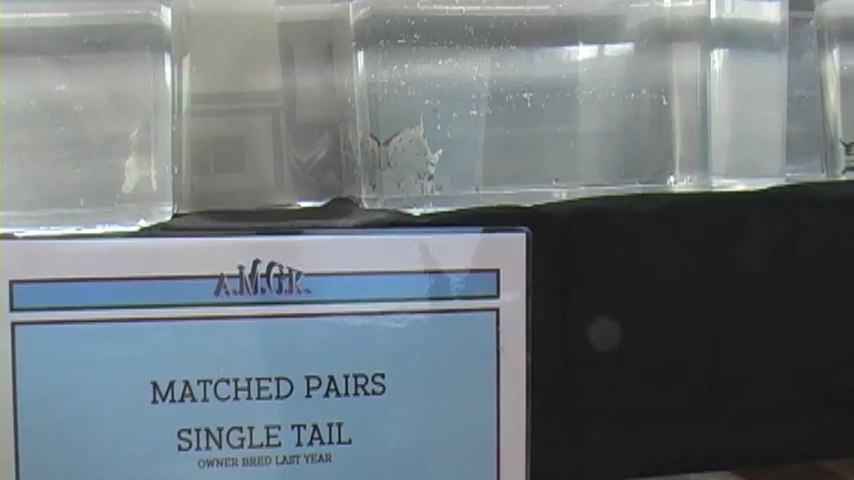 A.M.G.K.
MATCHED PAIRS
SINGLE TAIL
OWNER BRED LAST YEAR